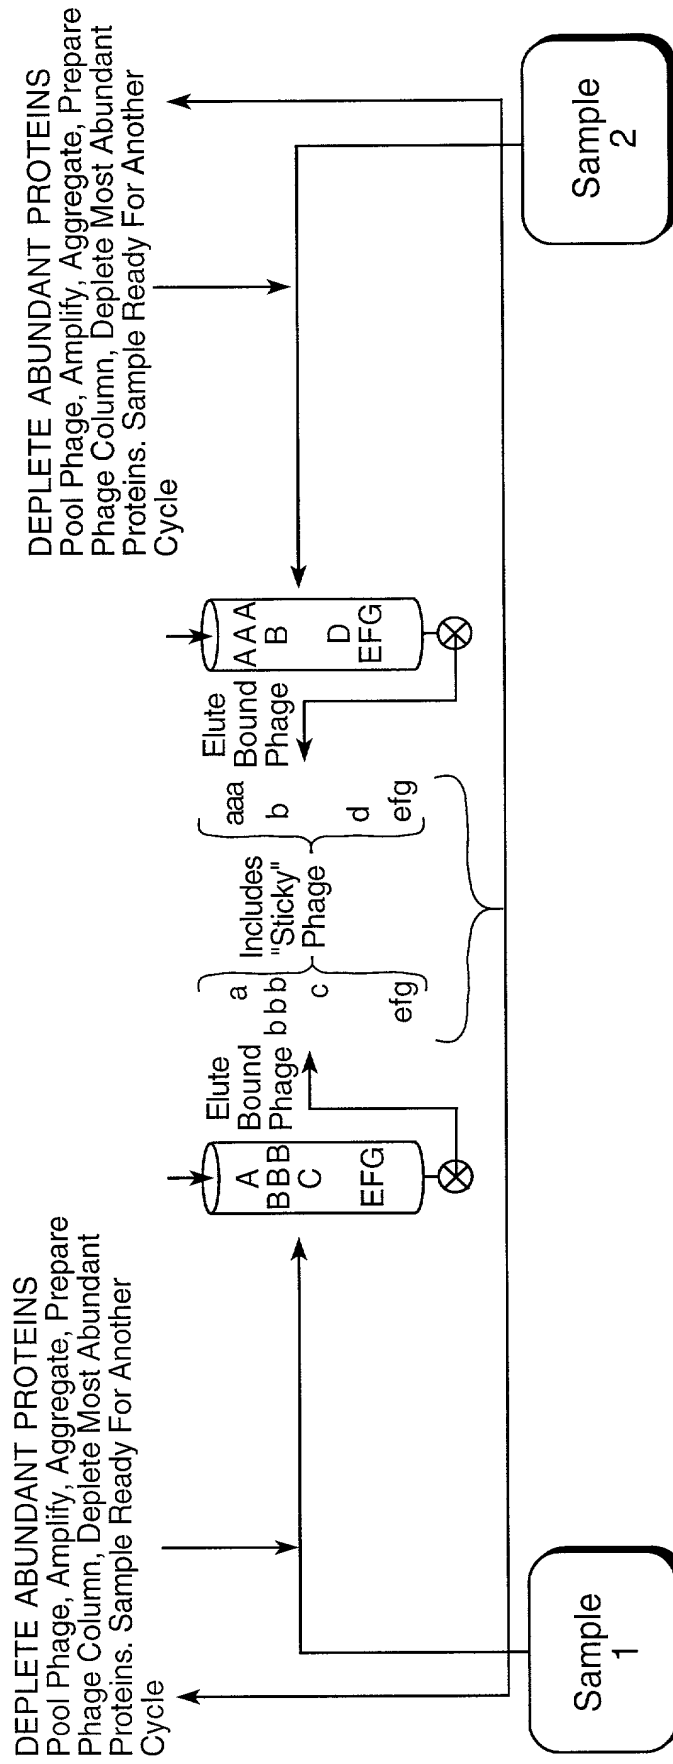 DEPLETE ABUNDANT PROTEINS
Pool Phage, Amplify, Aggregate, Prepare
Phage Column, Deplete Most Abundant
Proteins. Sample Ready For Another
Cycle
DEPLETE ABUNDANT PROTEINS
Pool Phage, Amplify, Aggregate, Prepare
Phage Column, Deplete Most Abundant
Proteins. Sample Ready For Another
Cycle
A
BBB
C
EFG
Elute
Bound
Phage
a
bbb
c
efg
Includes
"Sticky"
Phage
aaa
b
d
efg
Elute
Bound
Phage
AAA
B
D
EFG
Sample
1
Sample
2